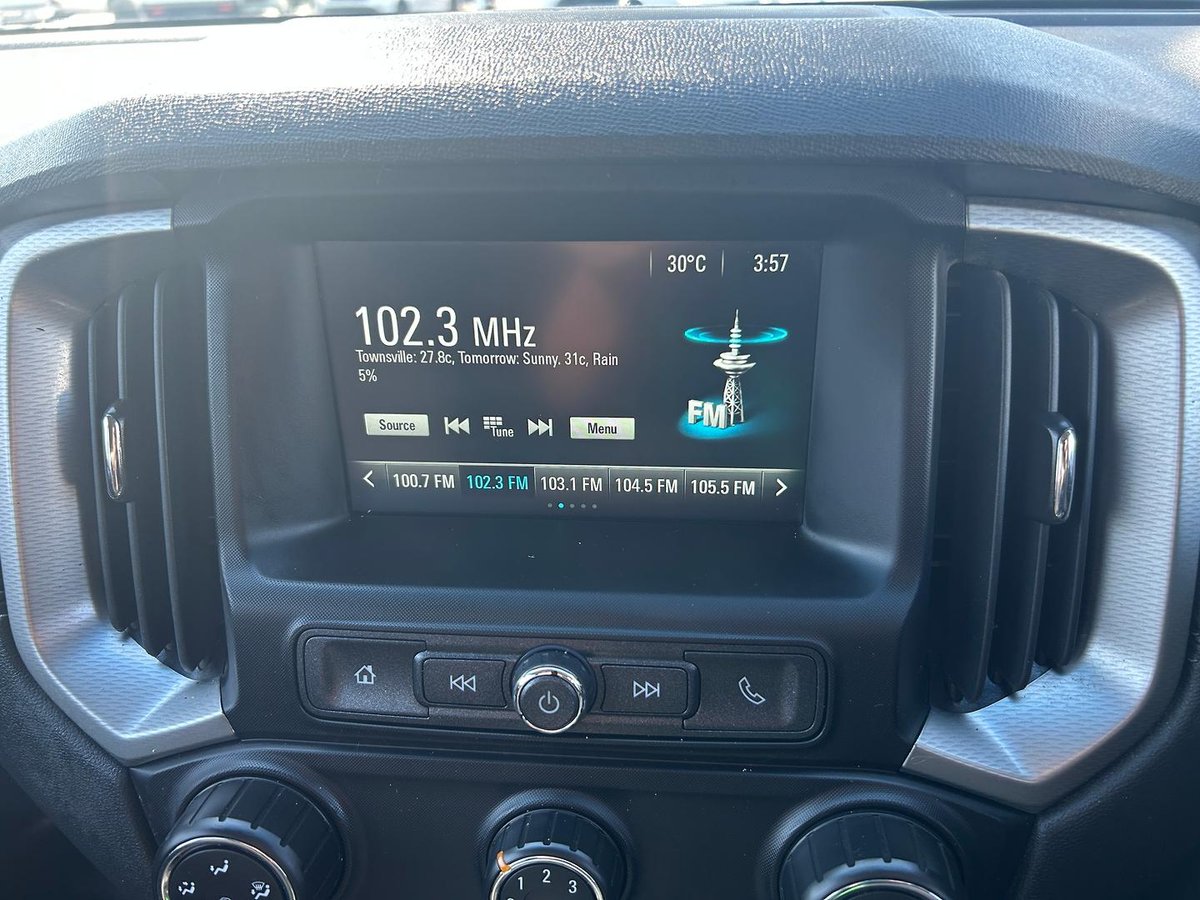 30°C 3:57
102.3 MHz
Townsville: 27.8c, Tomorrow: Sunny. 31c, Rain
5%
FM
Source Tune Menu
100.7 FM 102.3 FM 103.1 FM 104.5 FM 105.5 FM
1 2 3